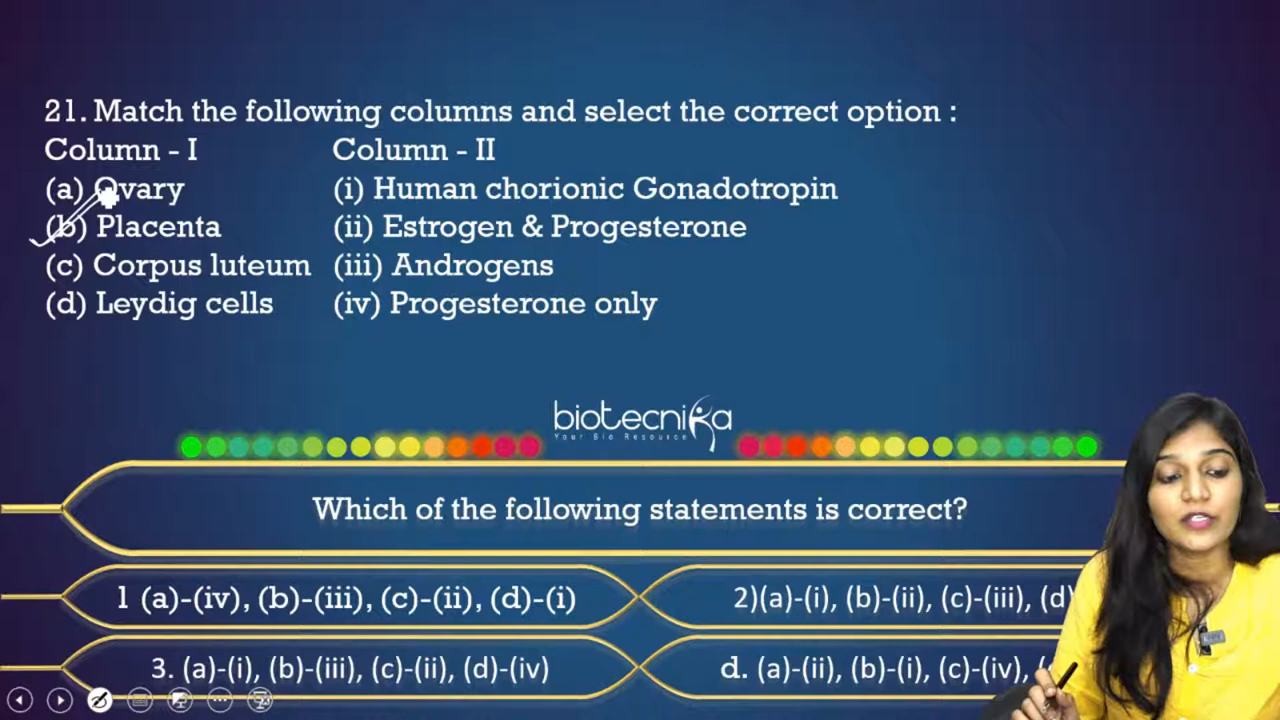 21. Match the following columns and select the correct option :
Column - I Column - II
(a) Ovary (i) Human chorionic Gonadotropin
(b) Placenta (ii) Estrogen & Progesterone
(c) Corpus luteum (iii) Androgens
(d) Leydig cells (iv) Progesterone only
biotecnika
Your Bio Resource
Which of the following statements is correct?
1 (a)-(iv), (b)-(iii), (c)-(ii), (d)-(i) 2)(a)-(i), (b)-(ii), (c)-(iii), (d)
3. (a)-(i), (b)-(iii), (c)-(ii), (d)-(iv) d. (a)-(ii), (b)-(i), (c)-(iv),